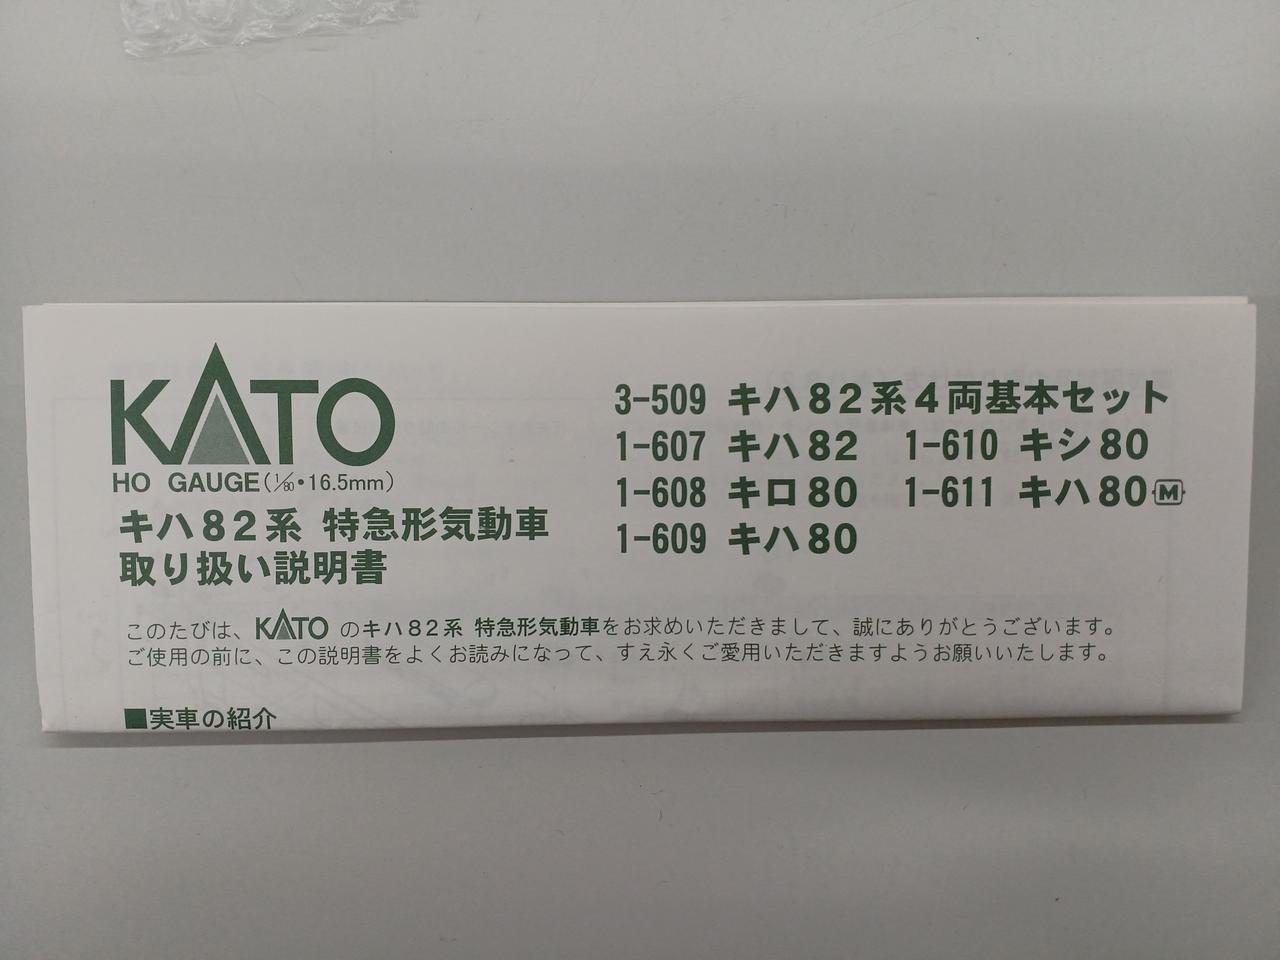 KATO
HO GAUGE(1/80・16.5mm)
キハ82系 特急形気動車
取り扱い説明書
3-509 キハ82系4両基本セット
1-607 キハ82 1-610 キシ80
1-608 キロ80 1-611 キハ80 M
1-609 キハ80
このたびは、KATOのキハ82系 特急形気動車をお求めいただきまして、誠にありがとうございます。
ご使用の前に、この説明書をよくお読みになって、すえ永くご愛用いただきますようお願いいたします。
■実車の紹介